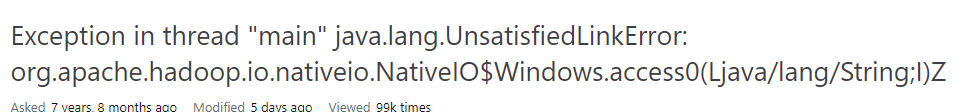 Exception in thread "main" java.lang.UnsatisfiedLinkError:
org.apache.hadoop.io.nativeio.NativeIO$Windows.access0(Ljava/lang/String;I)Z
Asked 7 years, 8 months ago Modified 5 days ago Viewed 99k times